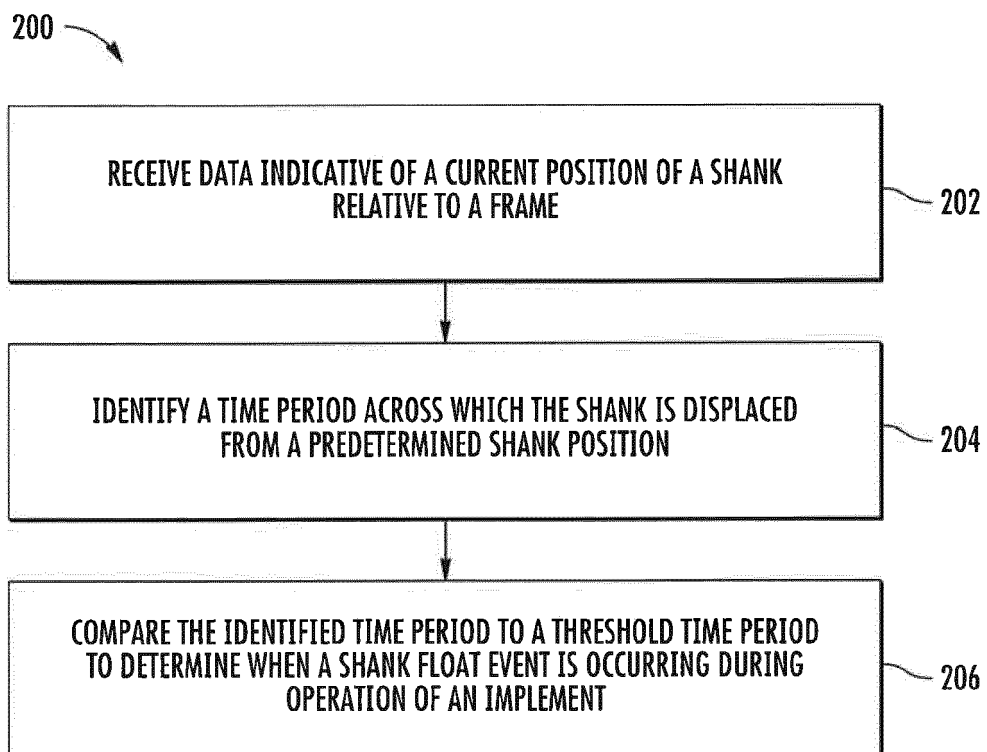 200
RECEIVE DATA INDICATIVE OF A CURRENT POSITION OF A SHANK
RELATIVE TO A FRAME
202
IDENTIFY A TIME PERIOD ACROSS WHICH THE SHANK IS DISPLACED
FROM A PREDETERMINED SHANK POSITION
204
COMPARE THE IDENTIFIED TIME PERIOD TO A THRESHOLD TIME PERIOD
TO DETERMINE WHEN A SHANK FLOAT EVENT IS OCCURRING DURING
OPERATION OF AN IMPLEMENT
206